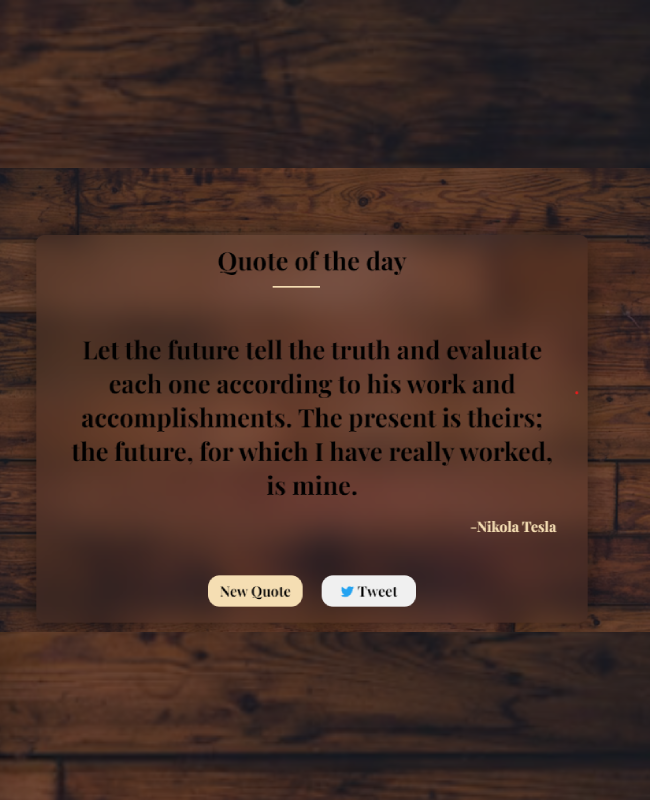 Quote of the day
Let the future tell the truth and evaluate
each one according to his work and
accomplishments. The present is theirs;
the future, for which I have really worked,
is mine.
-Nikola Tesla
New Quote
Tweet